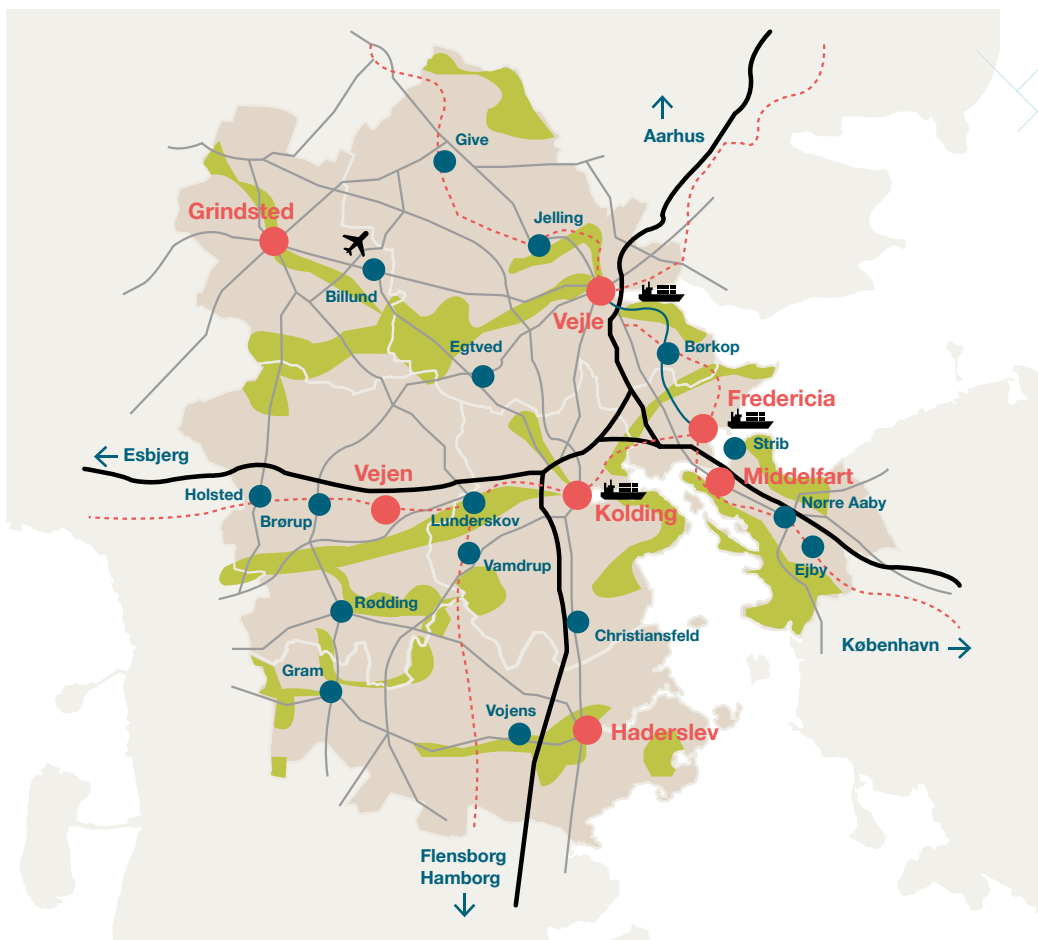 Aarhus
Give
Grindsted
Jelling
Billund
Vejle
Børkop
Egtved
Fredericia
Strib
Esbjerg
Vejen
Middelfart
Holsted
Brørup
Lunderskov
Kolding
Nørre Aaby
Ejby
Vamdrup
Rødding
Christiansfeld
København
Gram
Vojens
Haderslev
Flensborg
Hamborg